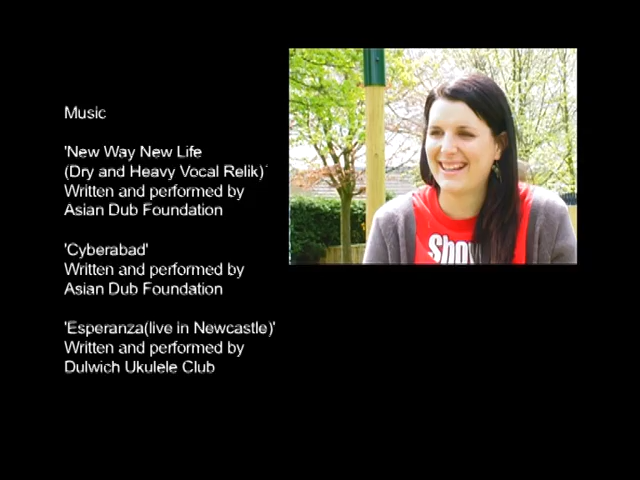 Music
'New Way New Life
(Dry and Heavy Vocal Relik)'
Written and performed by
Asian Dub Foundation
'Cyberabad'
Written and performed by
Asian Dub Foundation
'Esperanza(live in Newcastle)'
Written and performed by
Dulwich Ukulele Club